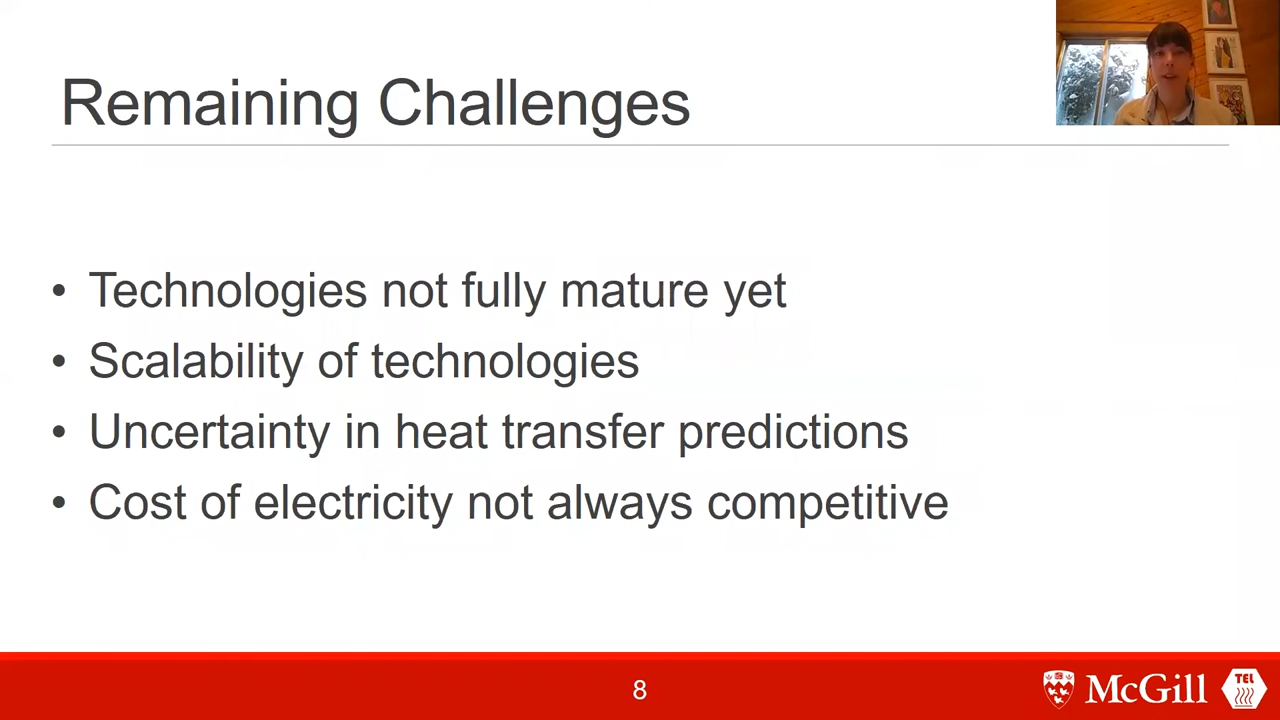 Remaining Challenges
• Technologies not fully mature yet
• Scalability of technologies
• Uncertainty in heat transfer predictions
• Cost of electricity not always competitive
8
McGill
TEL